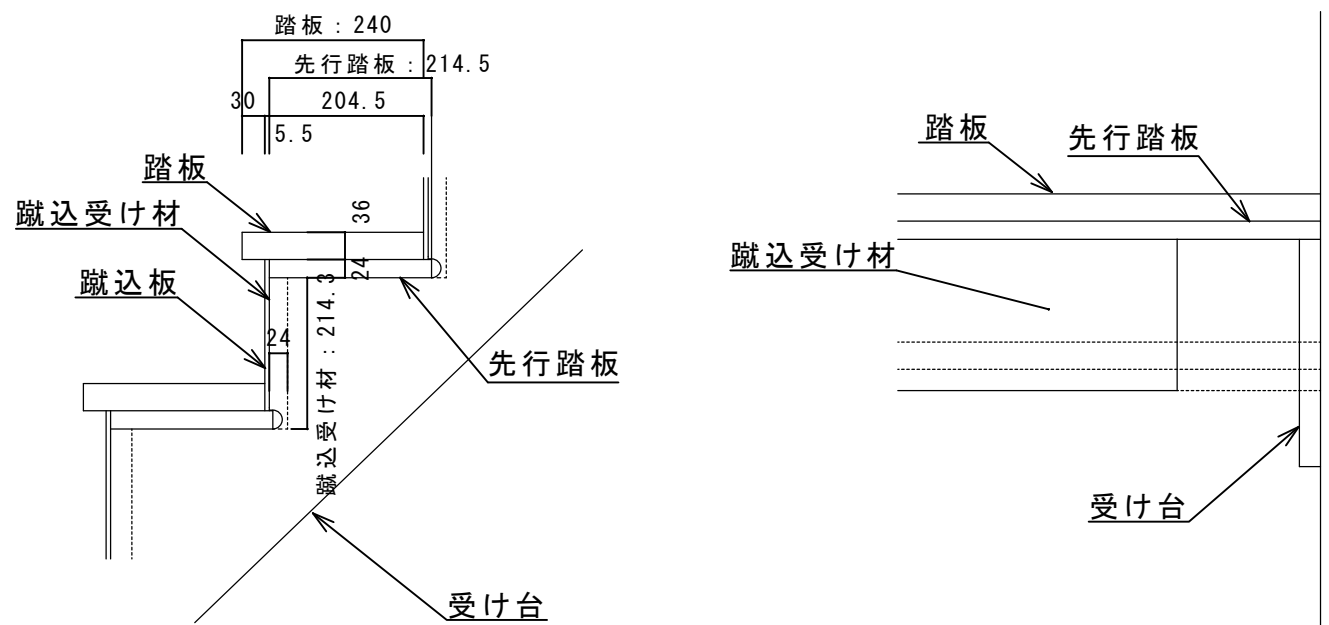 踏板：240
先行踏板：214.5
30
204.5
5.5
踏板
蹴込受け材
蹴込板
36
24
24
蹴込受け材：214.3
先行踏板
受け台
踏板
先行踏板
蹴込受け材
受け台